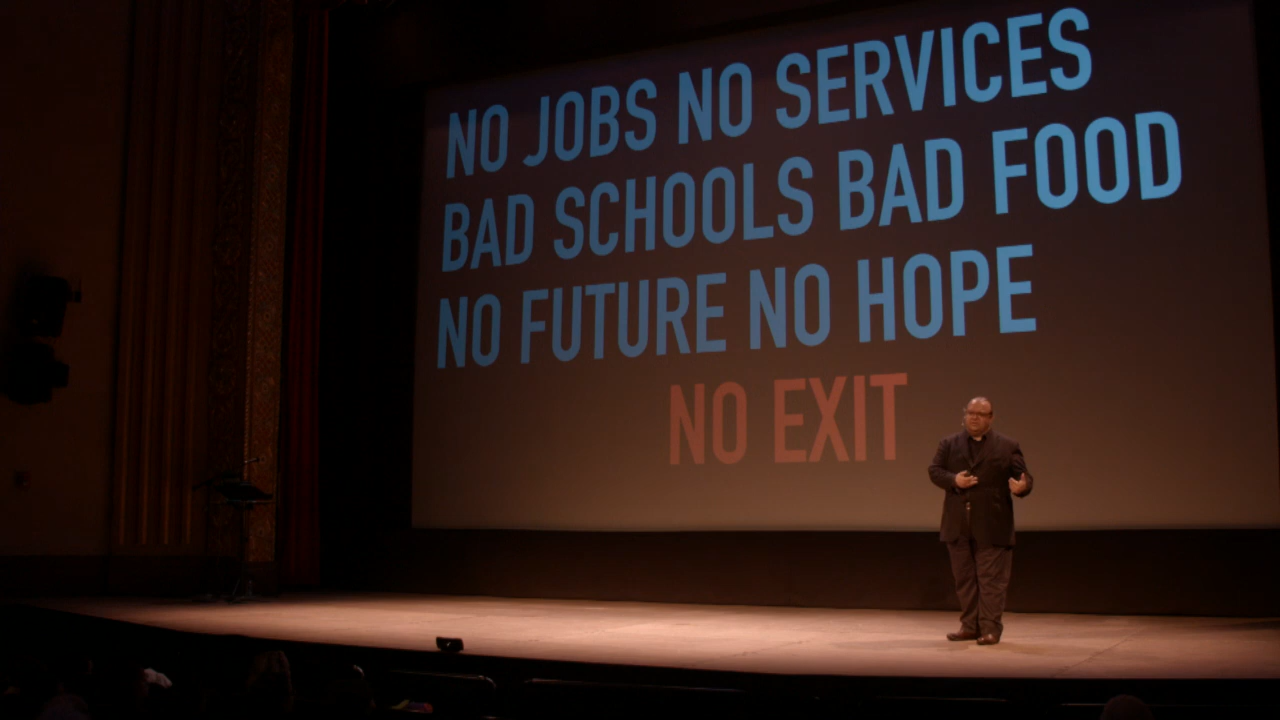 NO JOBS NO SERVICES
BAD SCHOOLS BAD FOOD
NO FUTURE NO HOPE
NO EXIT